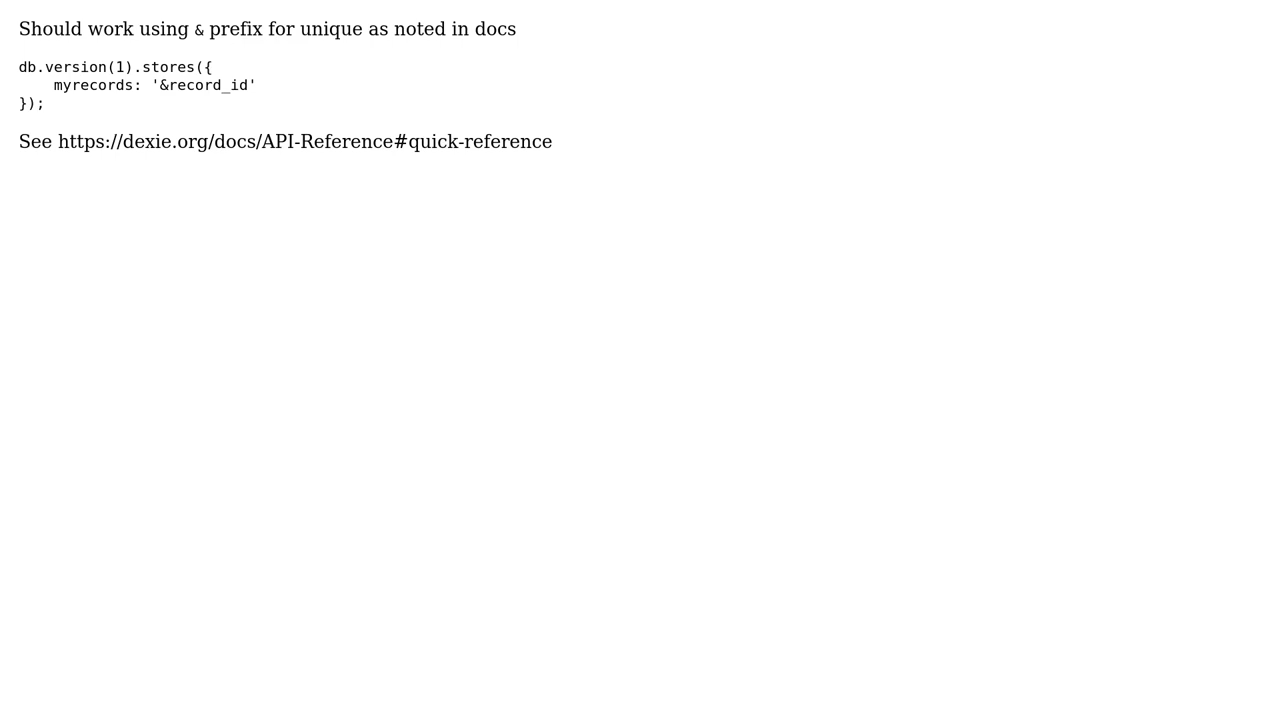 Should work using & prefix for unique as noted in docs
db.version(1).stores({
    myrecords: '&record_id'
});
See https://dexie.org/docs/API-Reference#quick-reference